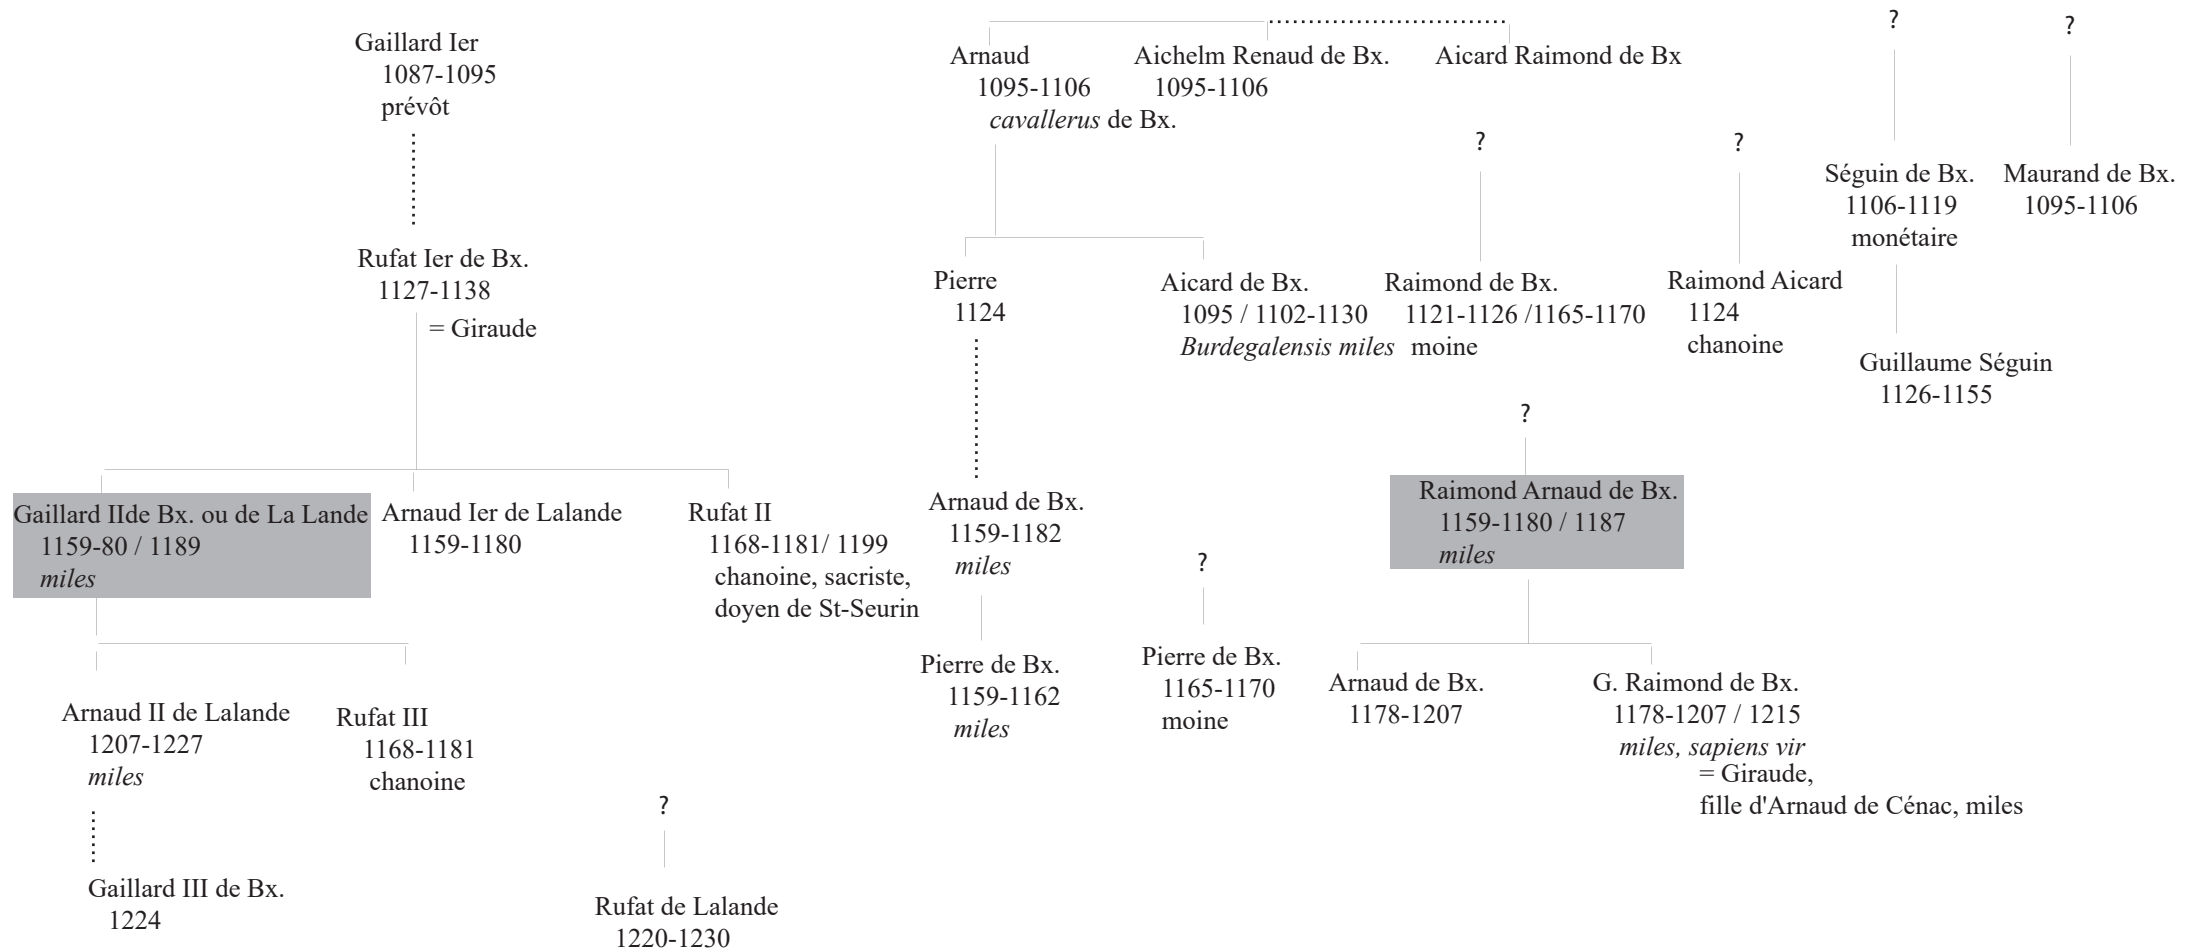 Gaillard Ier
1087-1095
prévôt
Rufat Ier de Bx.
1127-1138
= Giraude
Gaillard IIde Bx. ou de La Lande
1159-80 / 1189
miles
Arnaud Ier de Lalande
1159-1180
Rufat II
1168-1181/ 1199
chanoine, sacriste,
doyen de St-Seurin
Arnaud II de Lalande
1207-1227
miles
Rufat III
1168-1181
chanoine
Gaillard III de Bx.
1224
?
Rufat de Lalande
1220-1230
Arnaud
1095-1106
cavallerus de Bx.
Aichelm Renaud de Bx.
1095-1106
Aicard Raimond de Bx
Pierre
1124
Aicard de Bx.
1095 / 1102-1130
Burdegalensis miles
?
Raimond de Bx.
1121-1126 /1165-1170
moine
?
Raimond Aicard
1124
chanoine
?
Séguin de Bx.
1106-1119
monétaire
Guillaume Séguin
1126-1155
?
Maurand de Bx.
1095-1106
Arnaud de Bx.
1159-1182
miles
Pierre de Bx.
1159-1162
miles
?
Pierre de Bx.
1165-1170
moine
?
Raimond Arnaud de Bx.
1159-1180 / 1187
miles
Arnaud de Bx.
1178-1207
G. Raimond de Bx.
1178-1207 / 1215
miles, sapiens vir
= Giraude,
fille d'Arnaud de Cénac, miles